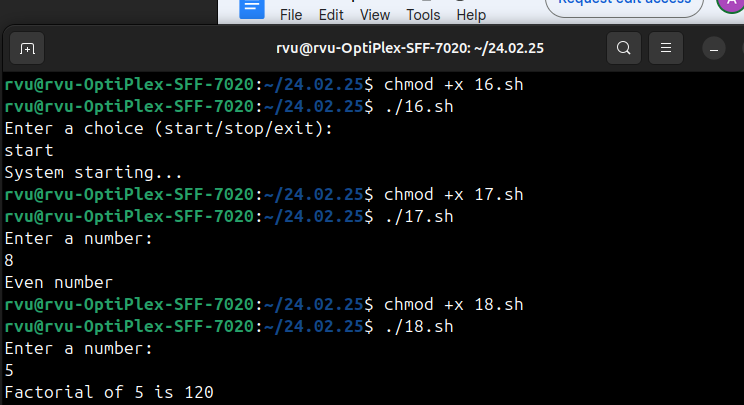 Request edit access
A
File Edit View Tools
rvu@rvu-OptiPlex-SFF-7020: ~/24.02.25
rvu@rvu-OptiPlex-SFF-7020:~/24.02.25$ chmod +x 16.sh
rvu@rvu-OptiPlex-SFF-7020:~/24.02.25$ ./16.sh
Enter a choice (start/stop/exit):
start
System starting...
rvu@rvu-OptiPlex-SFF-7020:~/24.02.25$ chmod +x 17.sh
rvu@rvu-OptiPlex-SFF-7020:~/24.02.25$ ./17.sh
Enter a number:
8
Even number
rvu@rvu-OptiPlex-SFF-7020:~/24.02.25$ chmod +x 18.sh
rvu@rvu-OptiPlex-SFF-7020:~/24.02.25$ ./18.sh
Enter a number:
5
Factorial of 5 is 120